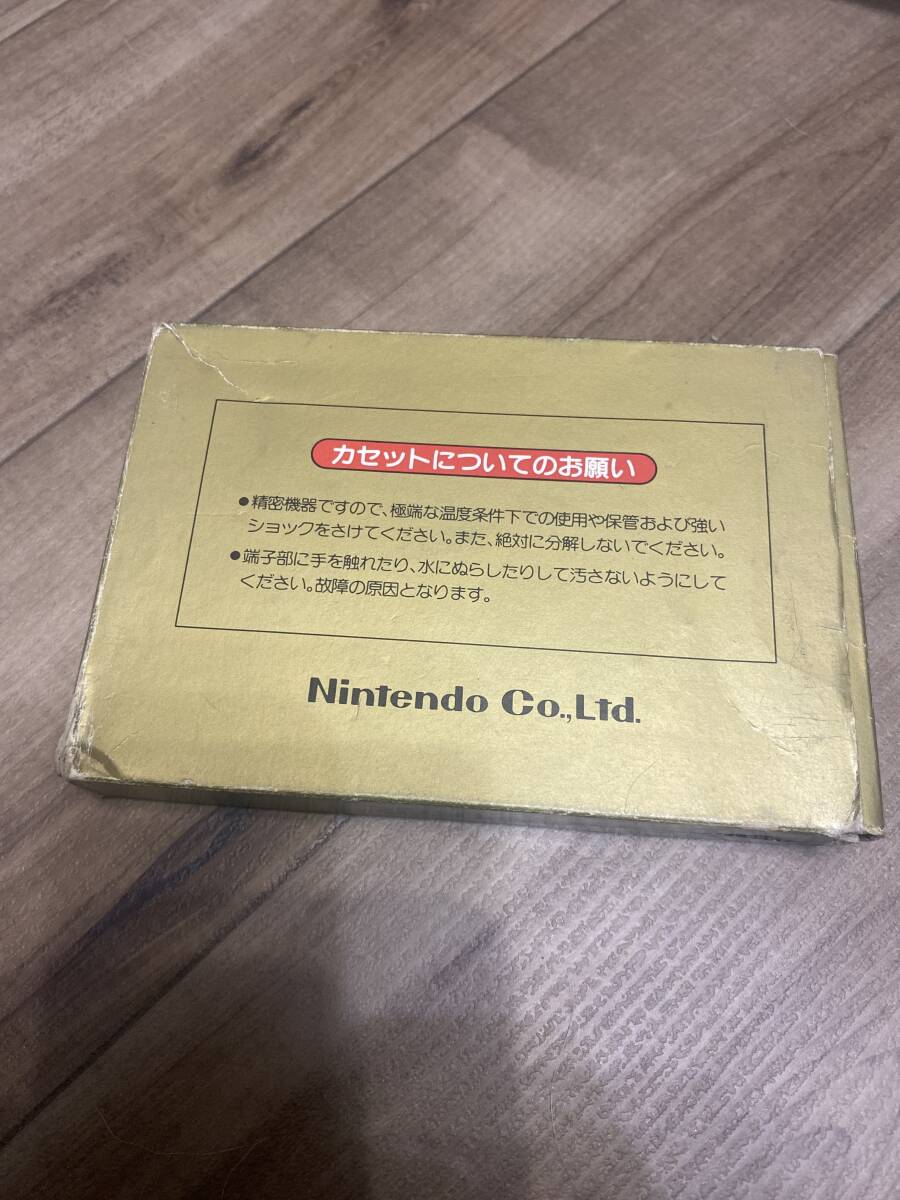 カセットについてのお願い
●精密機器ですので、極端な温度条件下での使用や保管および強い
ショックをさけてください。また、絶対に分解しないでください。
●端子部に手を触れたり、水にぬらしたりして汚さないようにして
ください。故障の原因となります。
Nintendo Co.,Ltd.